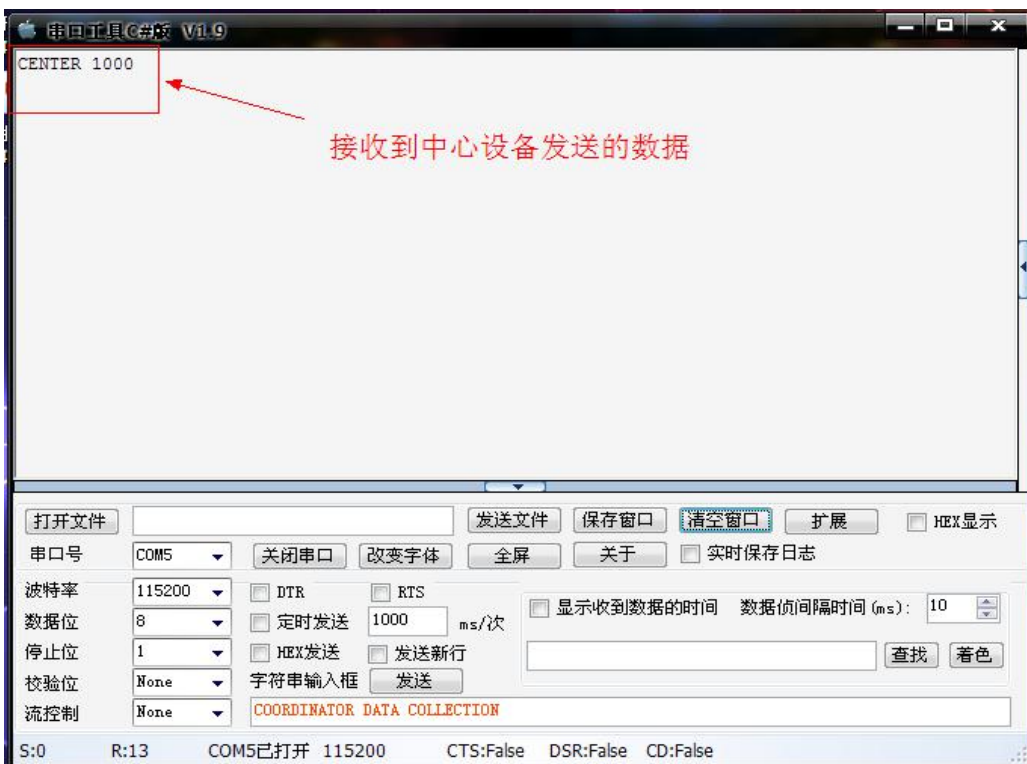 串口工具C#版 V1.9
CENTER 1000
接收到中心设备发送的数据
打开文件 发送文件 保存窗口 清空窗口 扩展 HEX显示
串口号 COM5 关闭串口 改变字体 全屏 关于 实时保存日志
波特率 115200 DTR RTS
显示收到数据的时间 数据侦间隔时间(ms): 10
数据位 8 定时发送 1000 ms/次
停止位 1 HEX发送 发送新行 查找 着色
校验位 None 字符串输入框 发送
流控制 None COORDINATOR DATA COLLECTION
S:0 R:13 COM5已打开 115200 CTS:False DSR:False CD:False